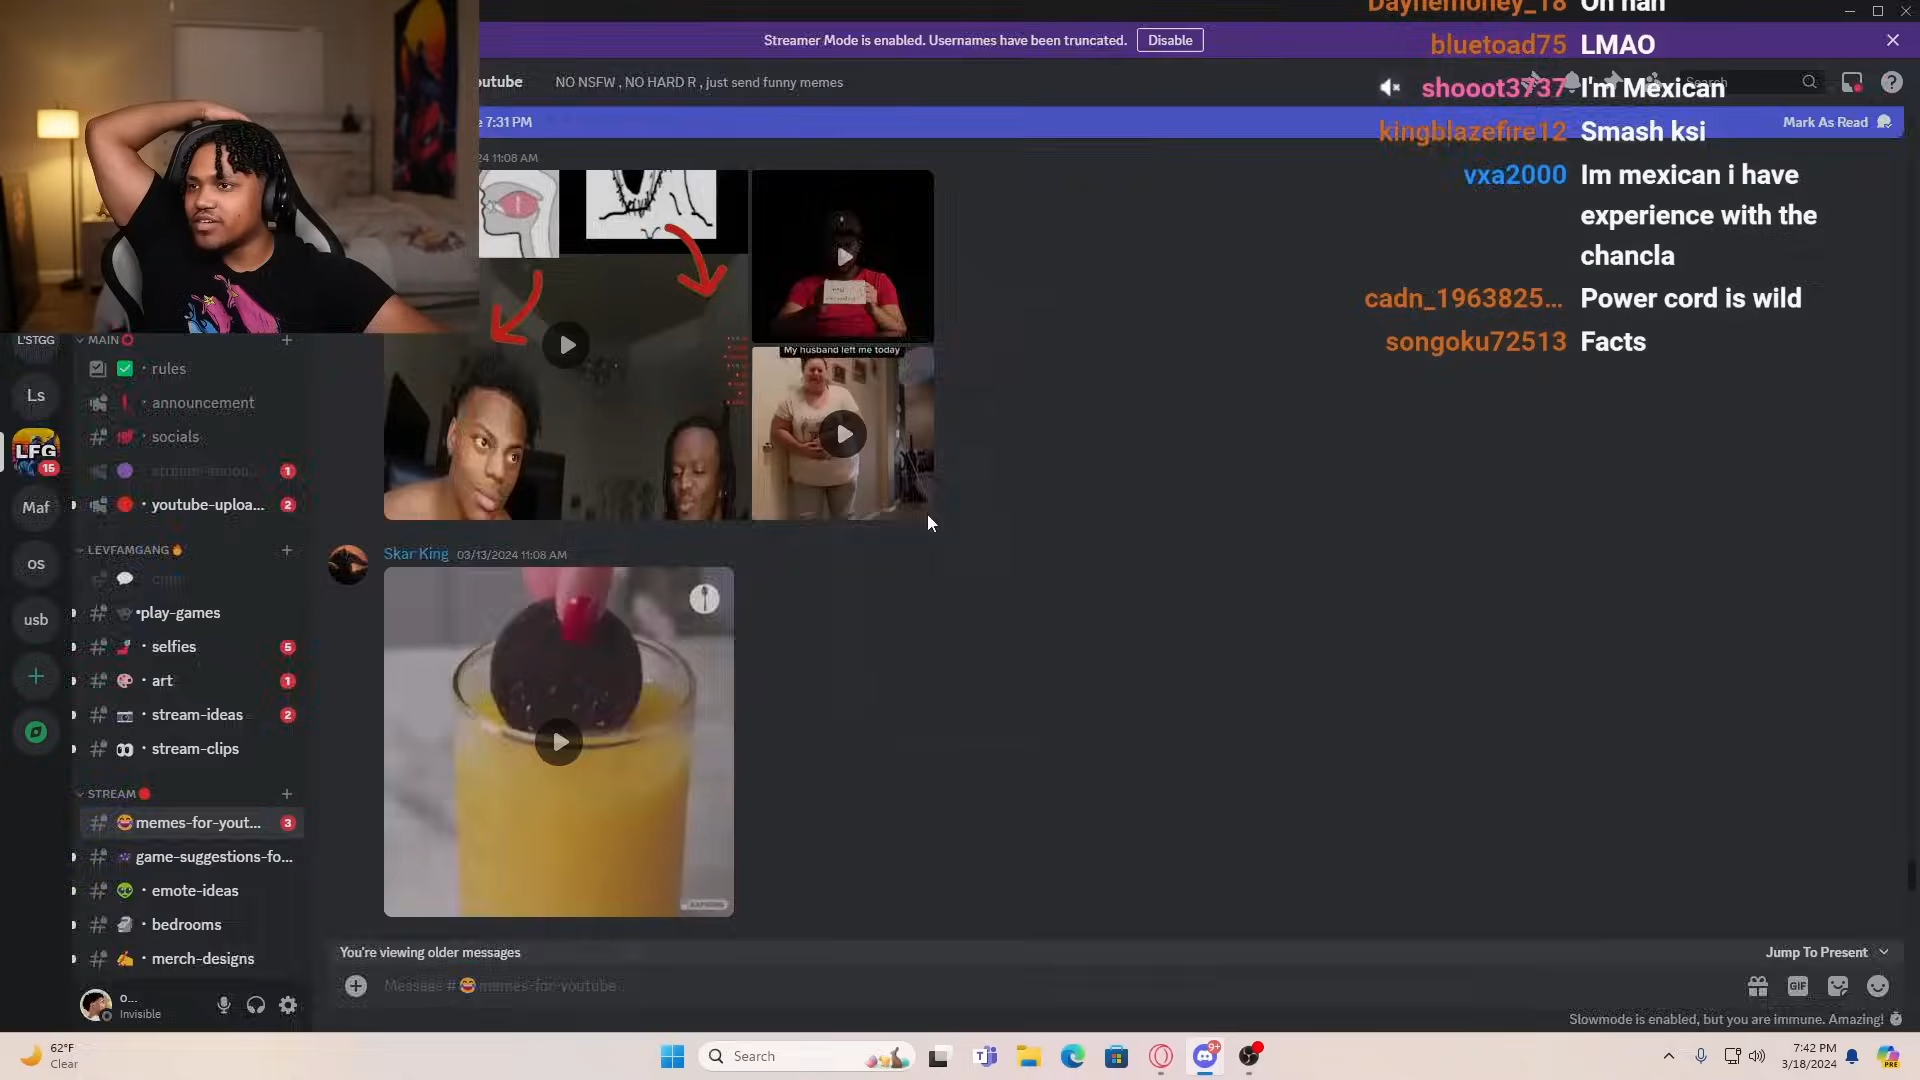 Daynemoney_18 Oh nah
Streamer Mode is enabled. Usernames have been truncated.
Disable
bluetoad75 LMAO
outube
NO NSFW , NO HARD R , just send funny memes
Search
shooot3737 I'm Mexican
e 7:31 PM
Mark As Read
kingblazefire12 Smash ksi
24 11:08 AM
vxa2000 Im mexican i have
experience with the
chancla
cadn_1963825... Power cord is wild
songoku72513 Facts
My husband left me today
L'STGG
MAIN
rules
Ls
announcement
socials
LFG
15
1
youtube-uploa...
2
Maf
LEVFAMGANG
Skar King 03/13/2024 11:08 AM
os
play-games
usb
selfies
5
art
1
stream-ideas
2
stream-clips
STREAM
memes-for-yout...
3
game-suggestions-fo...
emote-ideas
bedrooms
merch-designs
You're viewing older messages
Jump To Present
Message # memes-for-youtube
GIF
o...
Invisible
Slowmode is enabled, but you are immune. Amazing!
62°F
Clear
Search
9+
7:42 PM
3/18/2024
PRE